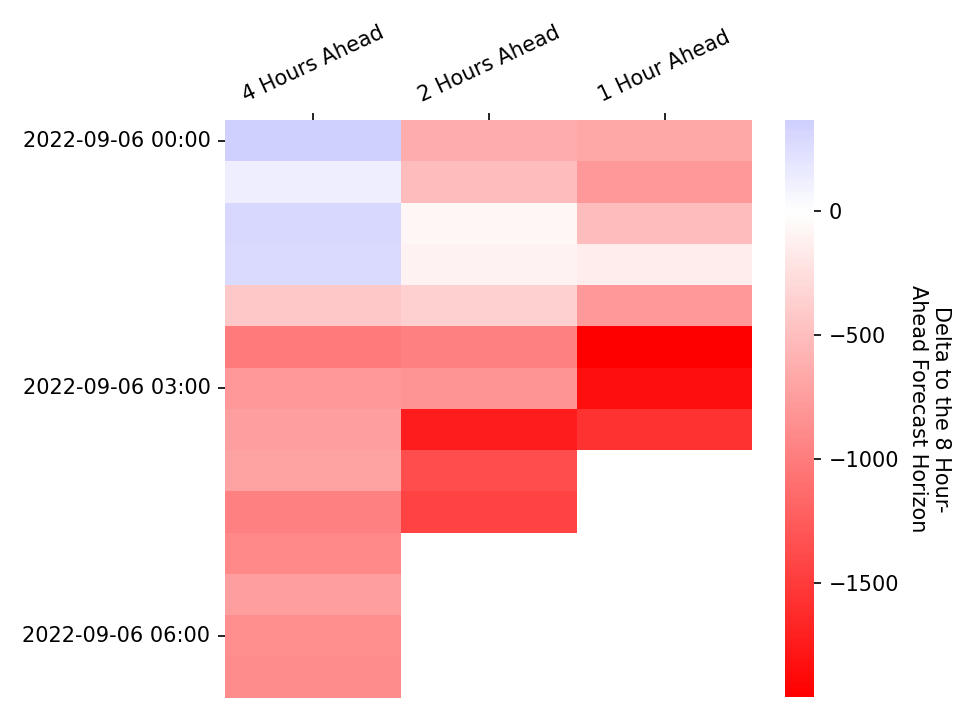 4 Hours Ahead
2 Hours Ahead
1 Hour Ahead
2022-09-06 00:00
2022-09-06 03:00
2022-09-06 06:00
0
−500
−1000
−1500
Delta to the 8 Hour-
Ahead Forecast Horizon